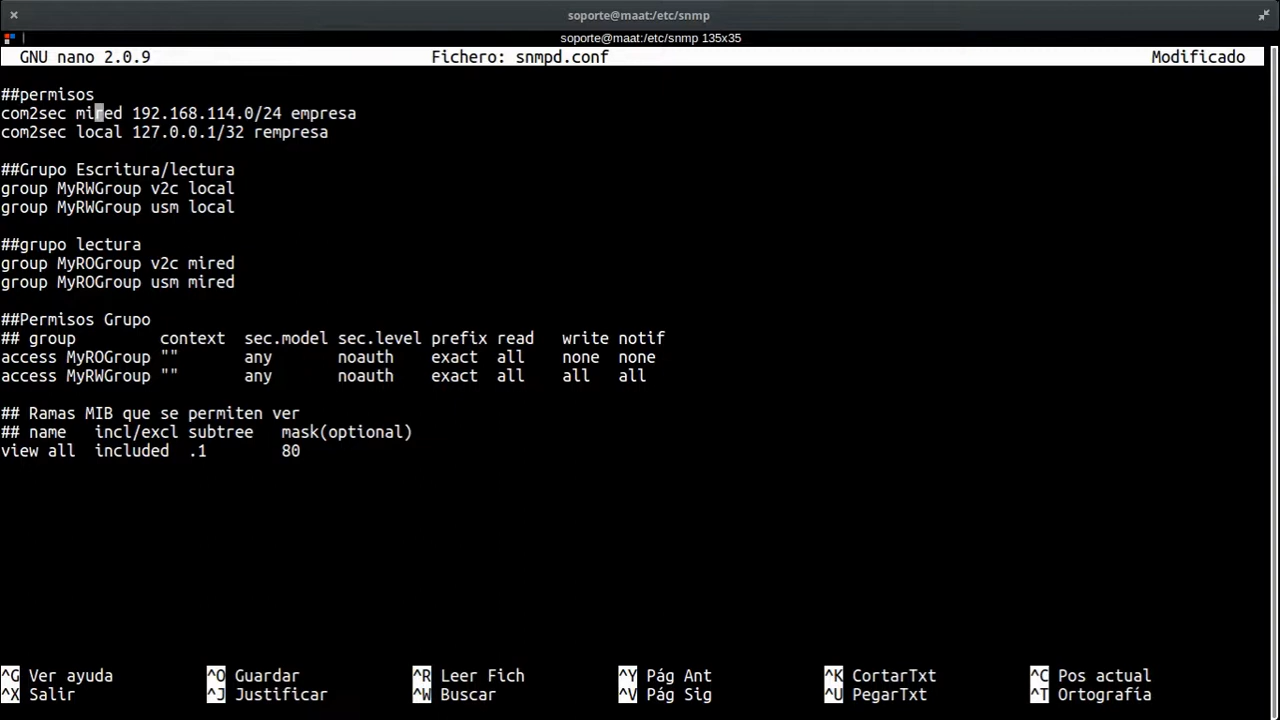 soporte@maat:/etc/snmp
soporte@maat:/etc/snmp 135x35
GNU nano 2.0.9 Fichero: snmpd.conf Modificado
##permisos
com2sec mired 192.168.114.0/24 empresa
com2sec local 127.0.0.1/32 rempresa
##Grupo Escritura/lectura
group MyRWGroup v2c local
group MyRWGroup usm local
##grupo lectura
group MyROGroup v2c mired
group MyROGroup usm mired
##Permisos Grupo
## group context sec.model sec.level prefix read write notif
access MyROGroup "" any noauth exact all none none
access MyRWGroup "" any noauth exact all all all
## Ramas MIB que se permiten ver
## name incl/excl subtree mask(optional)
view all included .1 80
^G Ver ayuda ^O Guardar ^R Leer Fich ^Y Pág Ant ^K CortarTxt ^C Pos actual
^X Salir ^J Justificar ^W Buscar ^V Pág Sig ^U PegarTxt ^T Ortografía